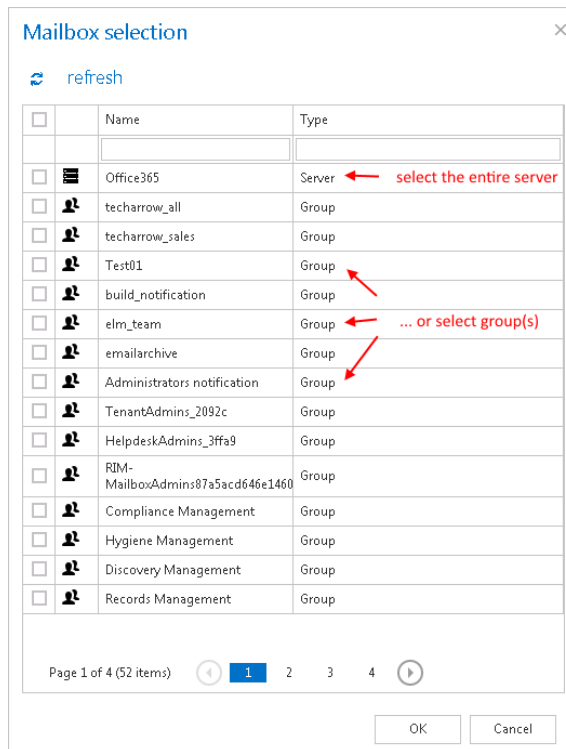 Mailbox selection
refresh
Name Type
Office365 Server select the entire server
techarrow_all Group
techarrow_sales Group
Test01 Group
build_notification Group
elm_team Group ... or select group(s)
emailarchive Group
Administrators notification Group
TenantAdmins_2092c Group
HelpdeskAdmins_3ffa9 Group
RIM-
MailboxAdmins87a5acd646e1460 Group
Compliance Management Group
Hygiene Management Group
Discovery Management Group
Records Management Group
Page 1 of 4 (52 items) 1 2 3 4
OK Cancel